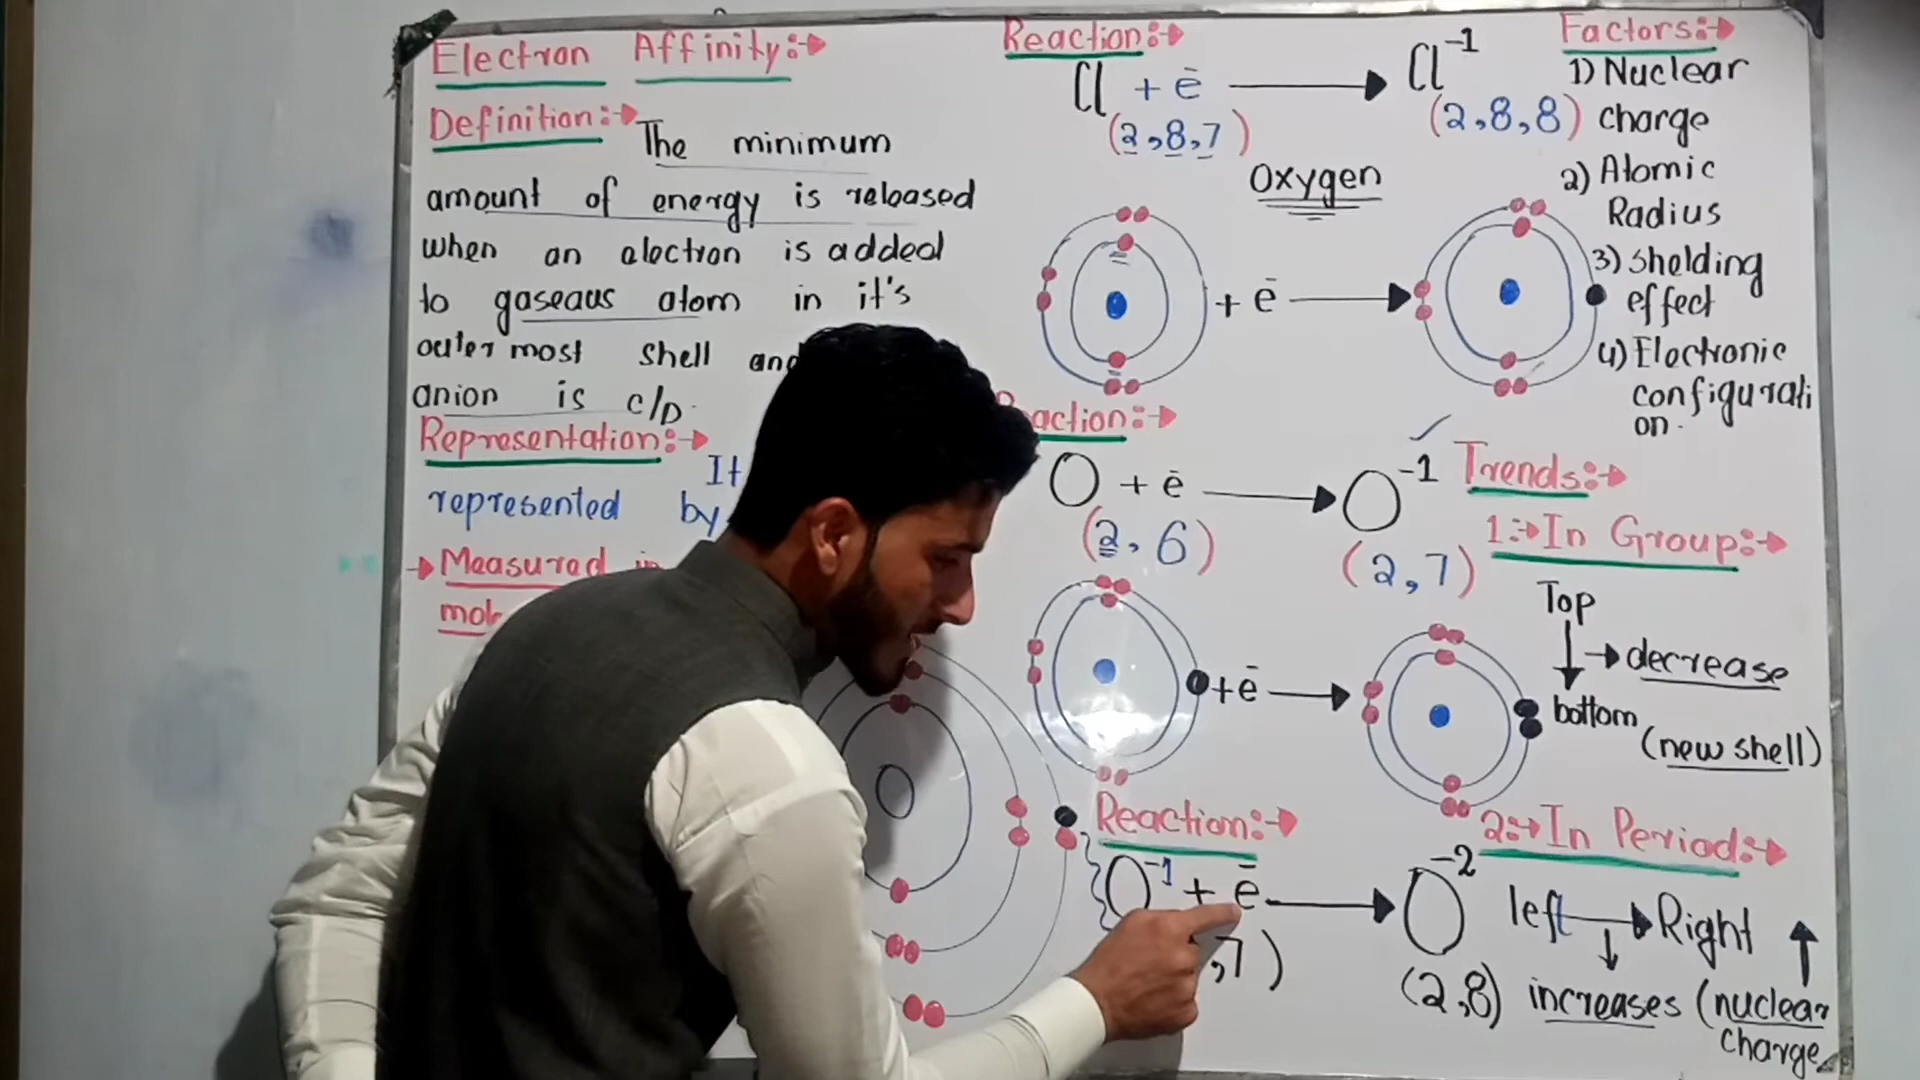 Electron Affinity:→
Definition:→ The minimum
amount of energy is reloased
when an aloctron is added
to gaseaus atom in it's
outer most shell and
anion is c/D.
Representation:→ It
represented by
→ Measured in
mole
Reaction:→
Cl + ē → Cl⁻¹
(2,8,7) (2,8,8)
Oxygen
+ ē →
Reaction:→
O + ē → O⁻¹
(2,6) (2,7)
+ē →
Reaction:→
O⁻¹ + ē → O⁻²
,7) (2,8)
Factors:→
1) Nuclear
charge
2) Atomic
Radius
3) shelding
effect
4) Electronic
configurati
on.
Trends:→
1:→In Group:→
Top
↓ → decrease
bottom
(new shell)
2:→In Period:→
left → Right ↑
↓
increases (nuclear
charge